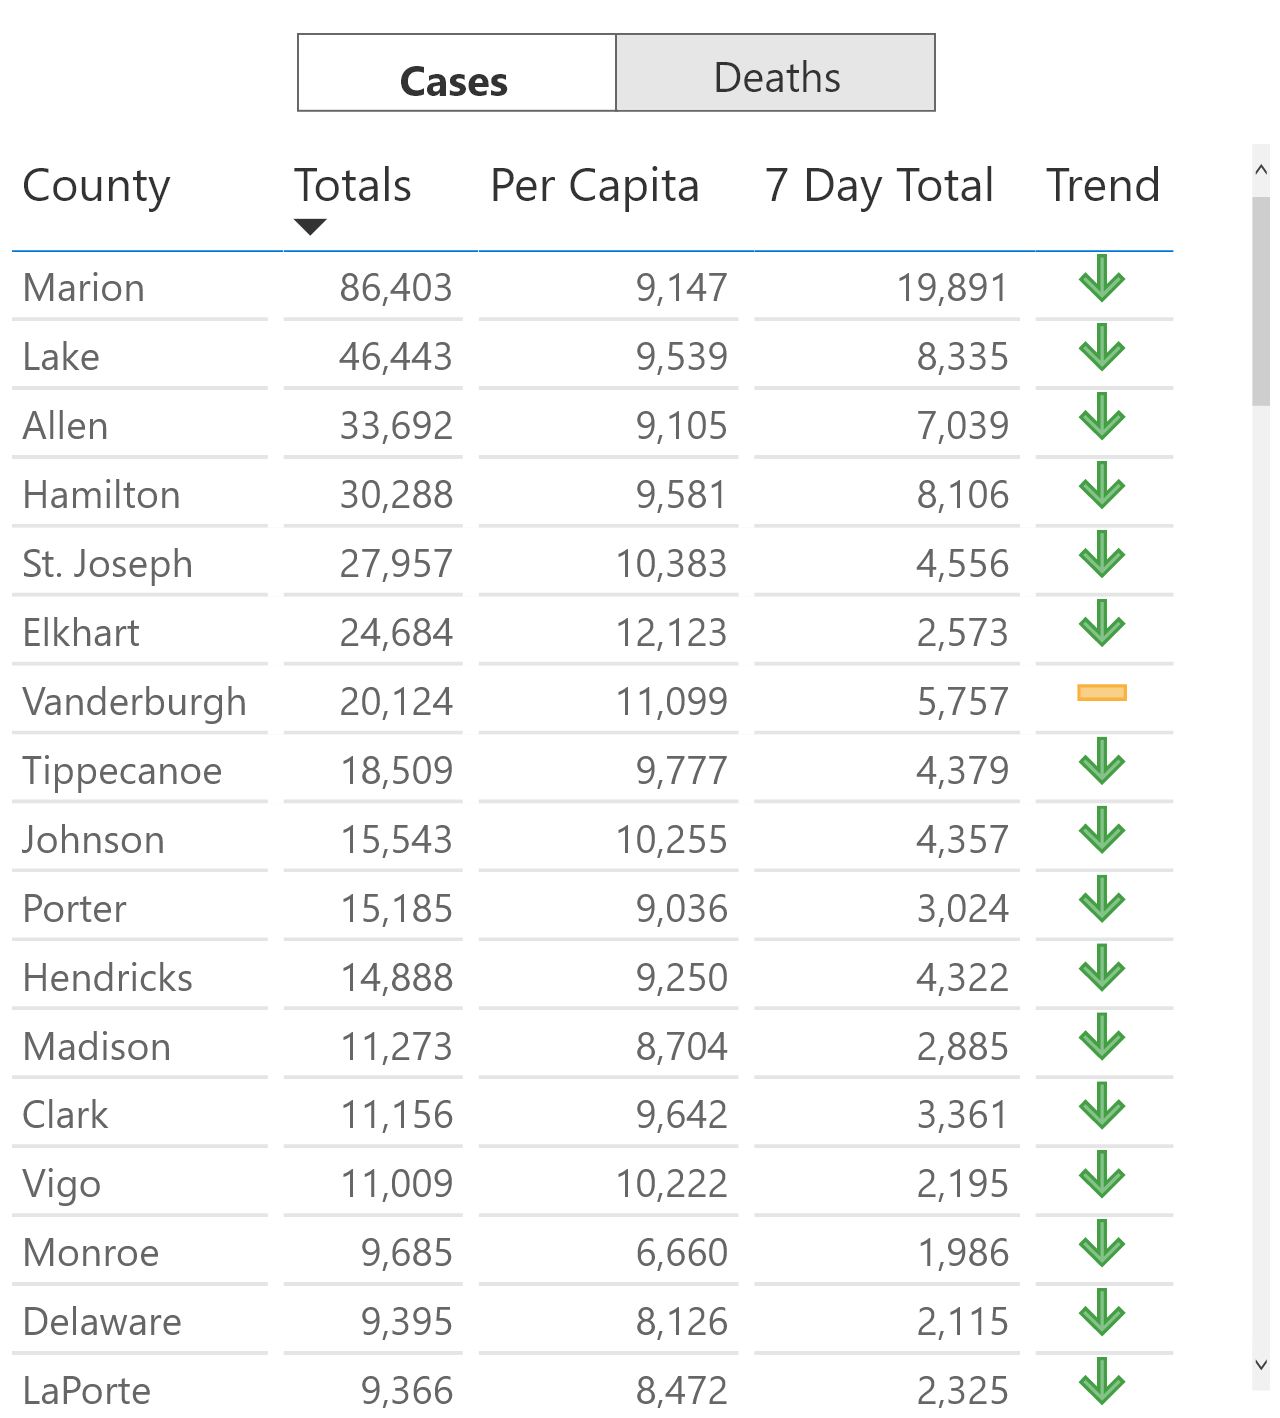 Cases Deaths
County Totals Per Capita 7 Day Total Trend
Marion 86,403 9,147 19,891
Lake 46,443 9,539 8,335
Allen 33,692 9,105 7,039
Hamilton 30,288 9,581 8,106
St. Joseph 27,957 10,383 4,556
Elkhart 24,684 12,123 2,573
Vanderburgh 20,124 11,099 5,757
Tippecanoe 18,509 9,777 4,379
Johnson 15,543 10,255 4,357
Porter 15,185 9,036 3,024
Hendricks 14,888 9,250 4,322
Madison 11,273 8,704 2,885
Clark 11,156 9,642 3,361
Vigo 11,009 10,222 2,195
Monroe 9,685 6,660 1,986
Delaware 9,395 8,126 2,115
LaPorte 9,366 8,472 2,325